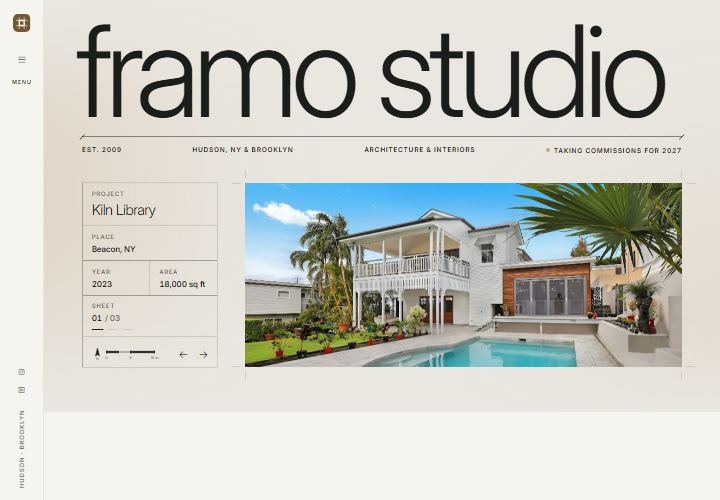 framo studio
EST. 2009
HUDSON, NY & BROOKLYN
ARCHITECTURE & INTERIORS
TAKING COMMISSIONS FOR 2027
MENU
PROJECT
Kiln Library
PLACE
Beacon, NY
YEAR
2023
AREA
18,000 sq ft
SHEET
01 / 03
HUDSON · BROOKLYN